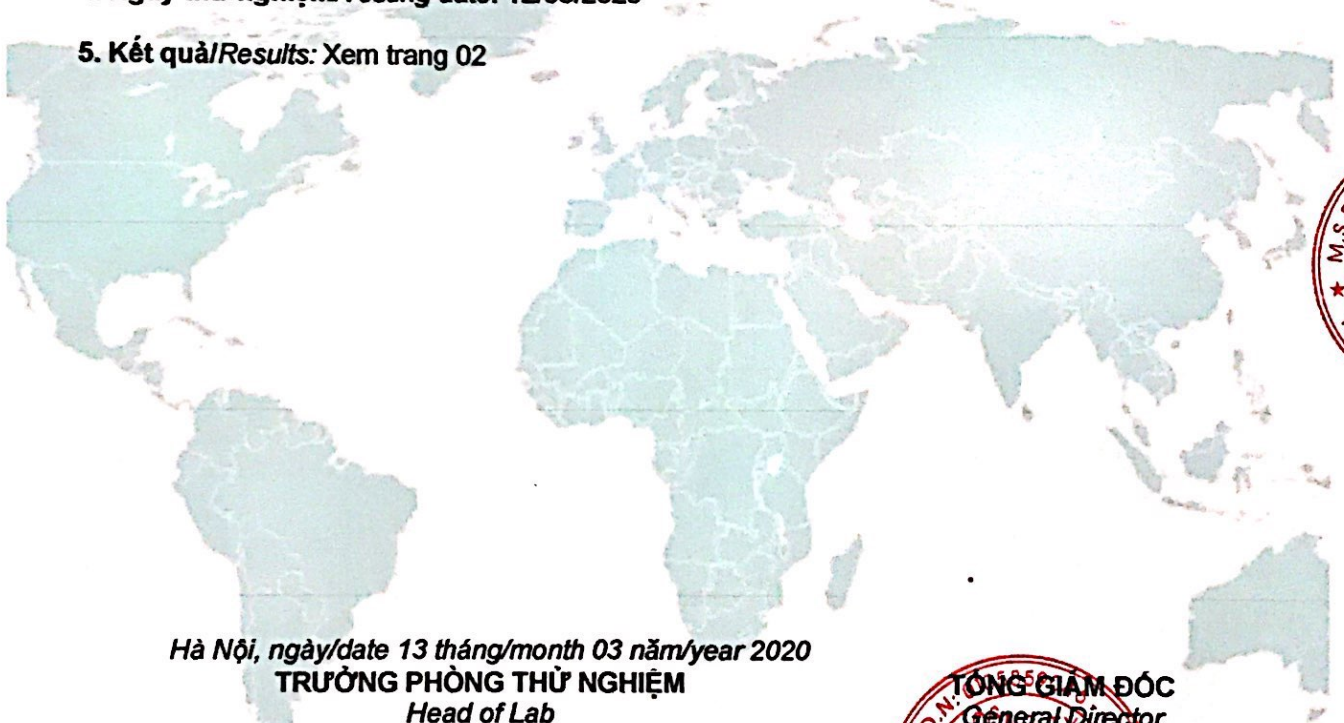 5. Kết quả/Results: Xem trang 02
Hà Nội, ngày/date 13 tháng/month 03 năm/year 2020
TRƯỞNG PHÒNG THỬ NGHIỆM
Head of Lab
TỔNG GIÁM ĐỐC
General Director
M.S